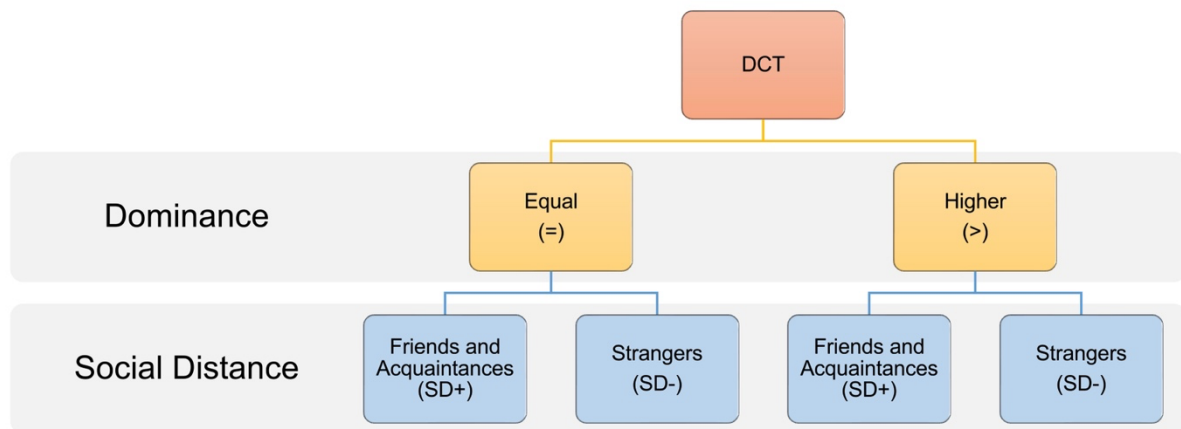 DCT
Dominance
Equal
(=)
Higher
(>)
Social Distance
Friends and
Acquaintances
(SD+)
Strangers
(SD-)
Friends and
Acquaintances
(SD+)
Strangers
(SD-)